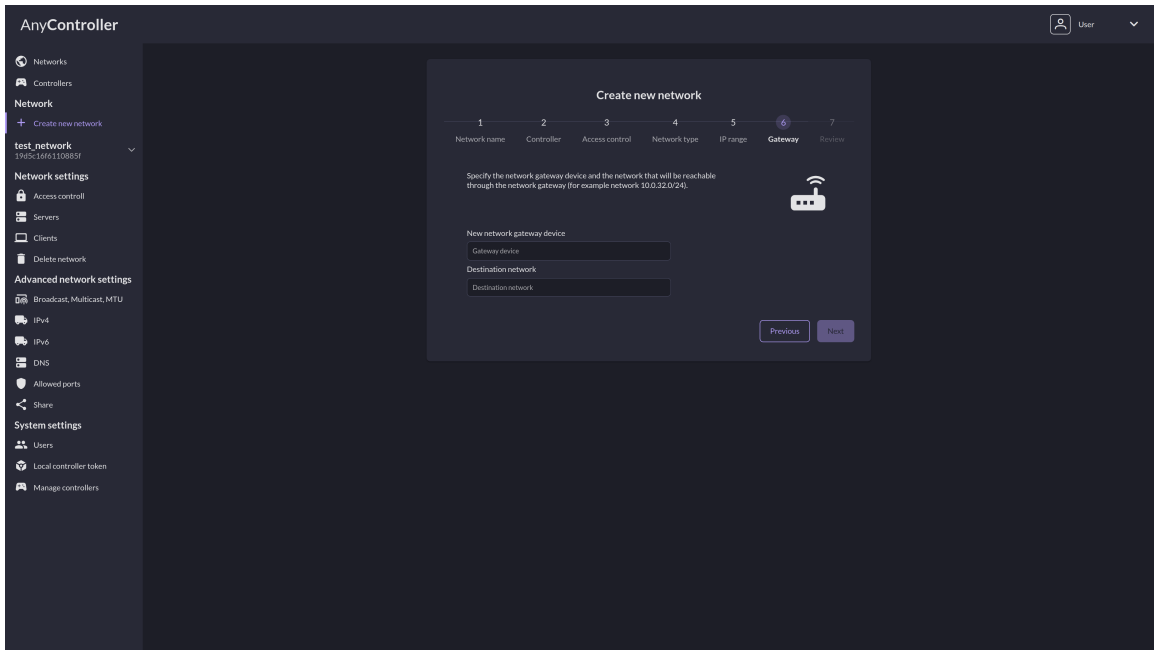 AnyController
User
Networks
Controllers
Network
Create new network
test_network
19d5c16f6110885f
Network settings
Access controll
Servers
Clients
Delete network
Advanced network settings
Broadcast, Multicast, MTU
IPv4
IPv6
DNS
Allowed ports
Share
System settings
Users
Local controller token
Manage controllers
Create new network
1 2 3 4 5 6 7
Network name Controller Access control Network type IP range Gateway Review
Specify the network gateway device and the network that will be reachable
through the network gateway (for example network 10.0.32.0/24).
New network gateway device
Gateway device
Destination network
Destination network
Previous Next